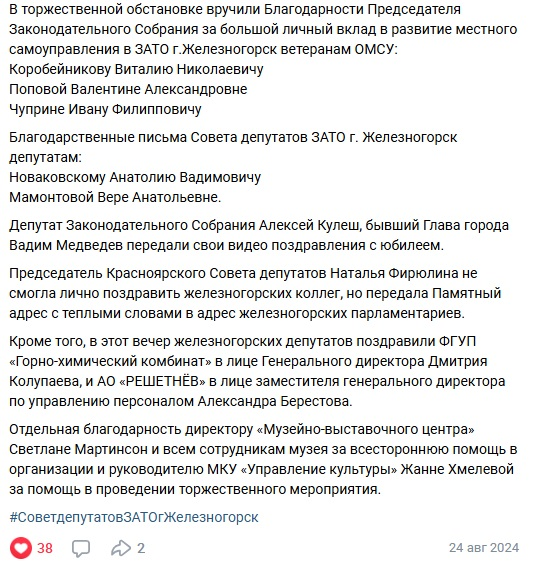 В торжественной обстановке вручили Благодарности Председателя
Законодательного Собрания за большой личный вклад в развитие местного
самоуправления в ЗАТО г.Железногорск ветеранам ОМСУ:
Коробейникову Виталию Николаевичу
Поповой Валентине Александровне
Чуприне Ивану Филипповичу
Благодарственные письма Совета депутатов ЗАТО г. Железногорск
депутатам:
Новаковскому Анатолию Вадимовичу
Мамонтовой Вере Анатольевне.
Депутат Законодательного Собрания Алексей Кулеш, бывший Глава города
Вадим Медведев передали свои видео поздравления с юбилеем.
Председатель Красноярского Совета депутатов Наталья Фирюлина не
смогла лично поздравить железногорских коллег, но передала Памятный
адрес с теплыми словами в адрес железногорских парламентариев.
Кроме того, в этот вечер железногорских депутатов поздравили ФГУП
«Горно-химический комбинат» в лице Генерального директора Дмитрия
Колупаева, и АО «РЕШЕТНЁВ» в лице заместителя генерального директора
по управлению персоналом Александра Берестова.
Отдельная благодарность директору «Музейно-выставочного центра»
Светлане Мартинсон и всем сотрудникам музея за всестороннюю помощь в
организации и руководителю МКУ «Управление культуры» Жанне Хмелевой
за помощь в проведении торжественного мероприятия.
#СоветдепутатовЗАТОгЖелезногорск
38 2 24 авг 2024